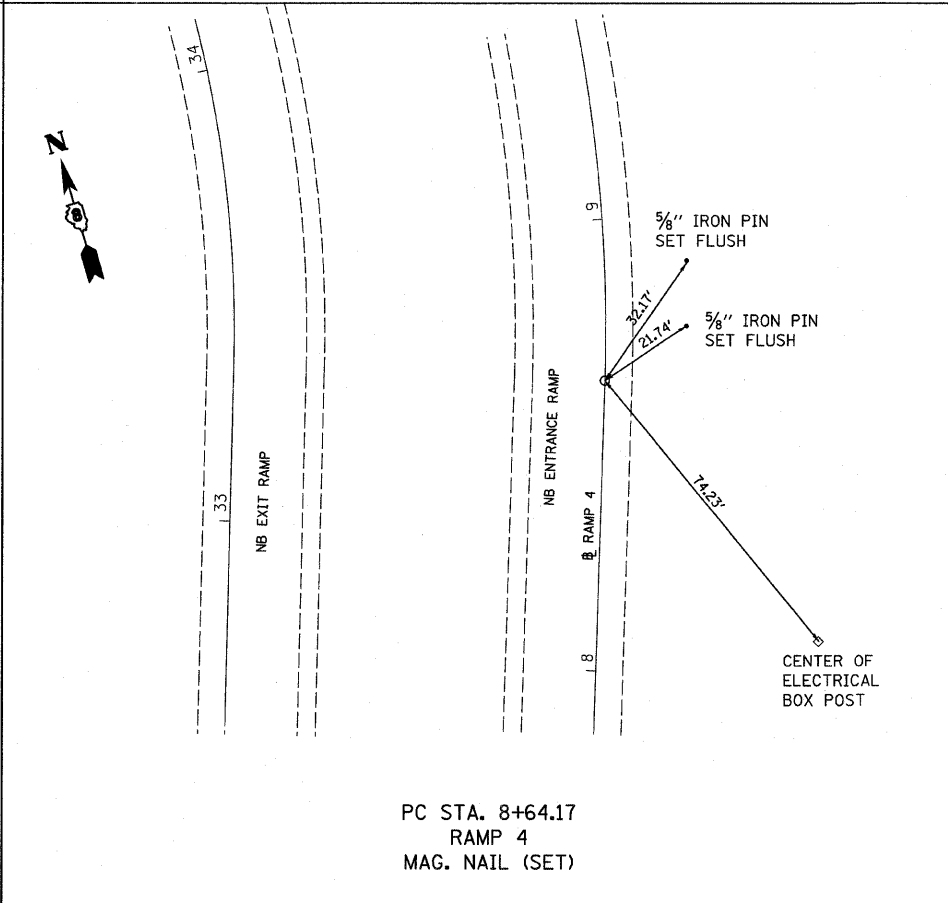 34
N
8
9
5/8" IRON PIN
SET FLUSH
32.17'
5/8" IRON PIN
SET FLUSH
21.74'
NB ENTRANCE RAMP
NB EXIT RAMP
33
74.23'
RAMP 4
8
CENTER OF
ELECTRICAL
BOX POST
PC STA. 8+64.17
RAMP 4
MAG. NAIL (SET)